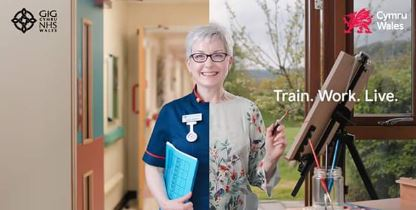 GIG
CYMRU
NHS
WALES
Cymru
Wales
Train. Work. Live.